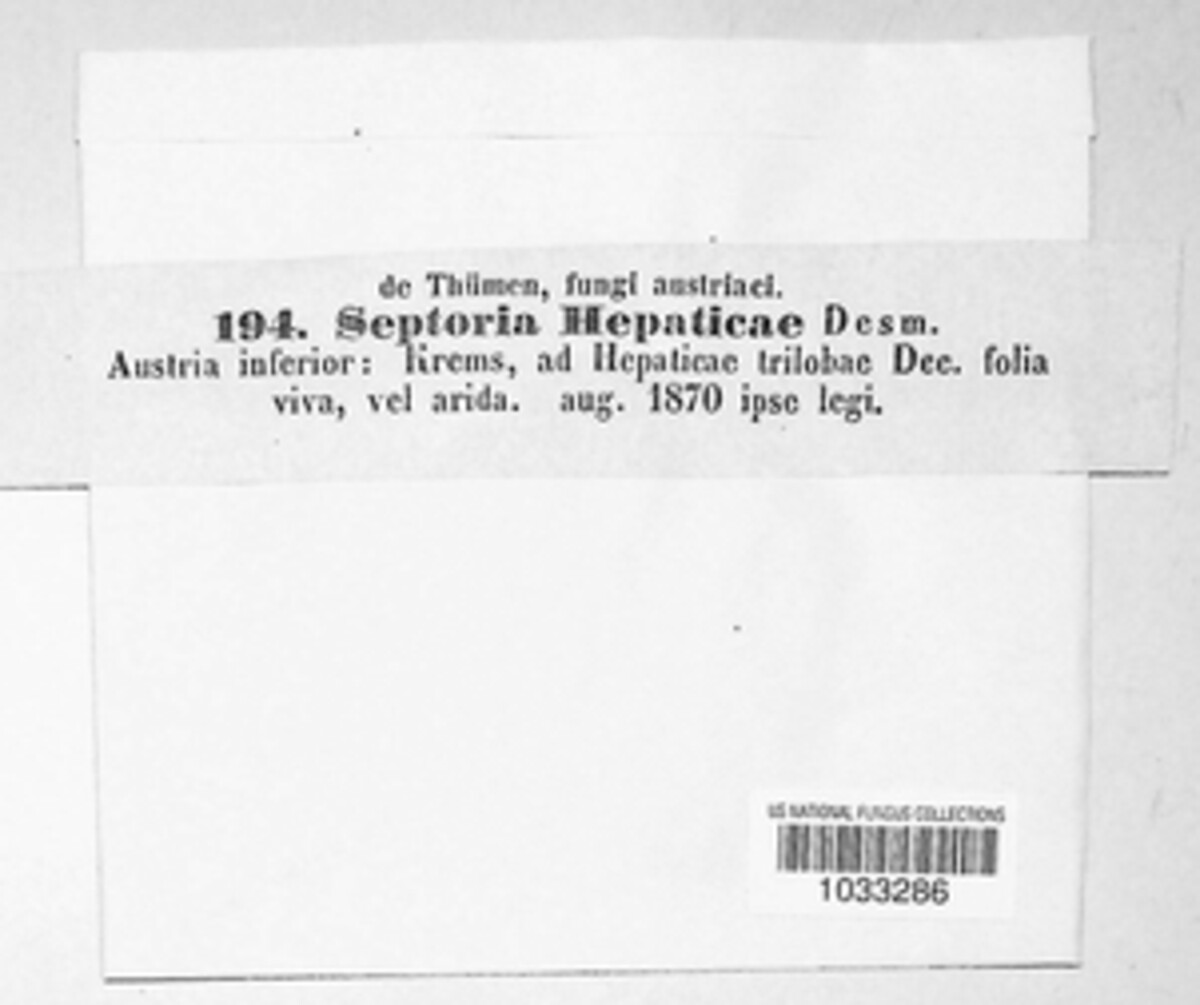 de Thümen, fungi austriaci.
194. Septoria Hepaticae Desm.
Austria inferior: Krems, ad Hepaticae trilobae Dec. folia
viva, vel arida. aug. 1870 ipse legi.
US NATIONAL FUNGUS COLLECTIONS
1033286